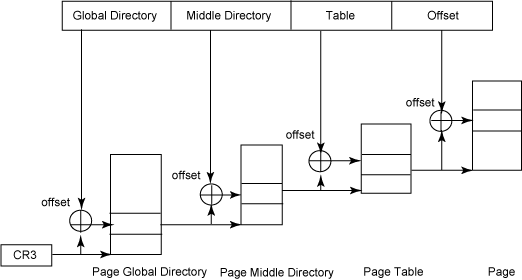 Global Directory Middle Directory Table Offset
offset
offset
offset
offset
CR3
Page Global Directory Page Middle Directory Page Table Page